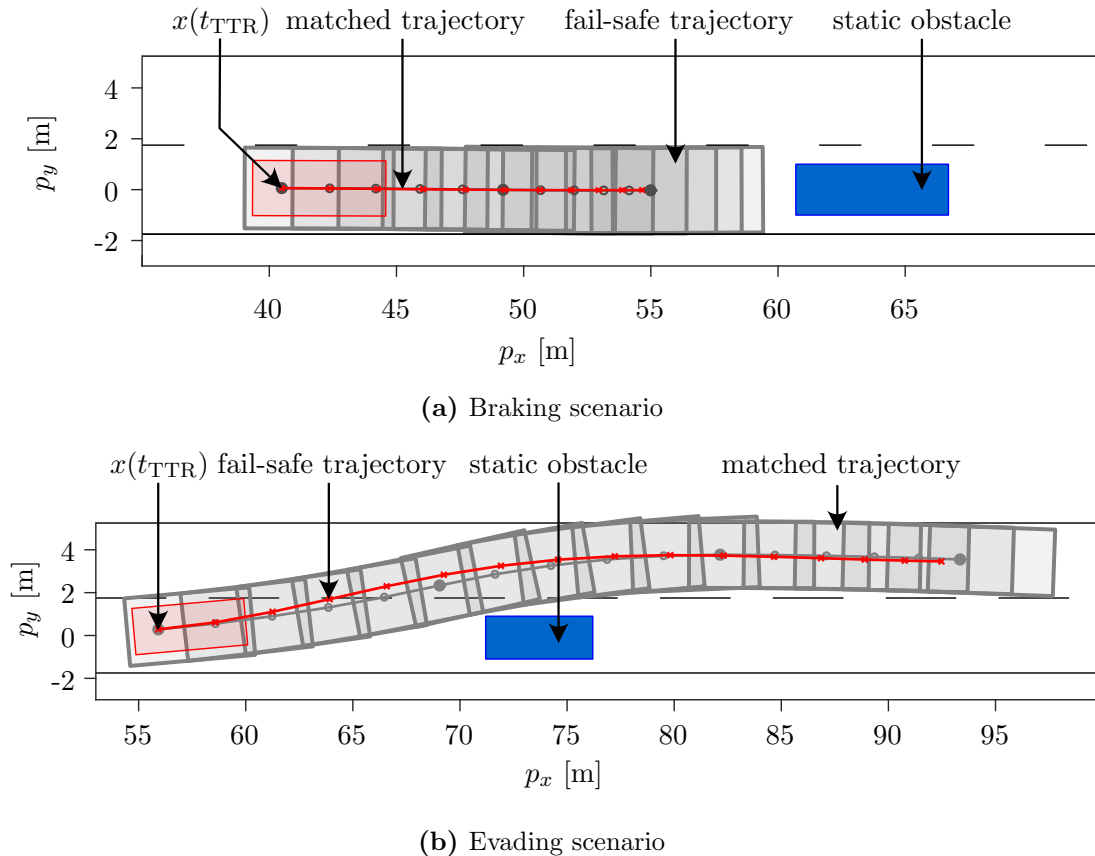 x(t_TTR) matched trajectory fail-safe trajectory static obstacle
4
2
0
-2
p_y [m]
40 45 50 55 60 65
p_x [m]
(a) Braking scenario
x(t_TTR) fail-safe trajectory static obstacle matched trajectory
4
2
0
-2
p_y [m]
55 60 65 70 75 80 85 90 95
p_x [m]
(b) Evading scenario